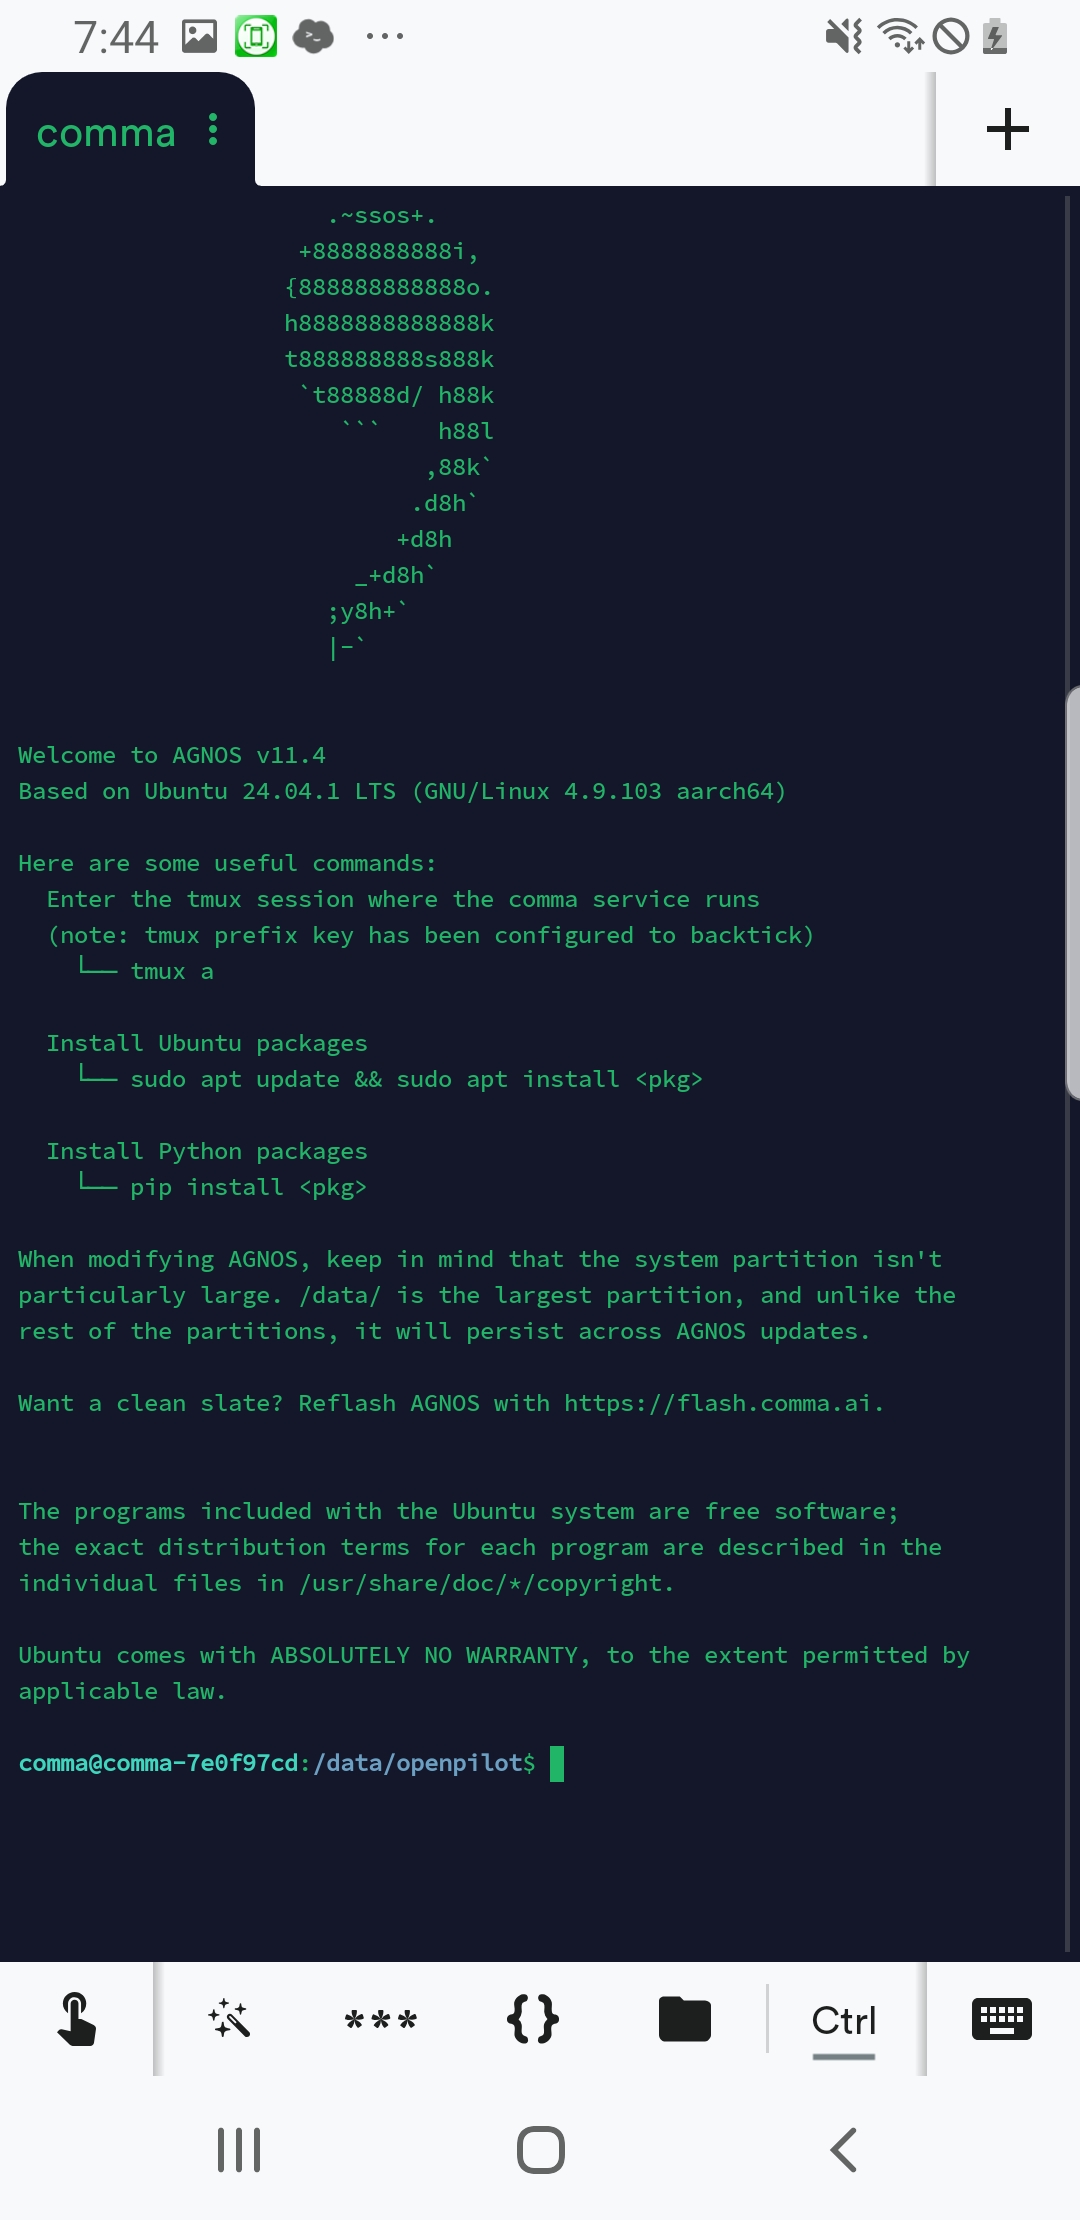 7:44
comma
.~ssos+.
+8888888888i,
{888888888888o.
h8888888888888k
t888888888s888k
`t88888d/ h88k
```    h88l
,88k`
.d8h`
+d8h
_+d8h`
;y8h+`
|-`
Welcome to AGNOS v11.4
Based on Ubuntu 24.04.1 LTS (GNU/Linux 4.9.103 aarch64)
Here are some useful commands:
Enter the tmux session where the comma service runs
(note: tmux prefix key has been configured to backtick)
└── tmux a
Install Ubuntu packages
└── sudo apt update && sudo apt install <pkg>
Install Python packages
└── pip install <pkg>
When modifying AGNOS, keep in mind that the system partition isn't
particularly large. /data/ is the largest partition, and unlike the
rest of the partitions, it will persist across AGNOS updates.
Want a clean slate? Reflash AGNOS with https://flash.comma.ai.
The programs included with the Ubuntu system are free software;
the exact distribution terms for each program are described in the
individual files in /usr/share/doc/*/copyright.
Ubuntu comes with ABSOLUTELY NO WARRANTY, to the extent permitted by
applicable law.
comma@comma-7e0f97cd:/data/openpilot$
*** {} Ctrl